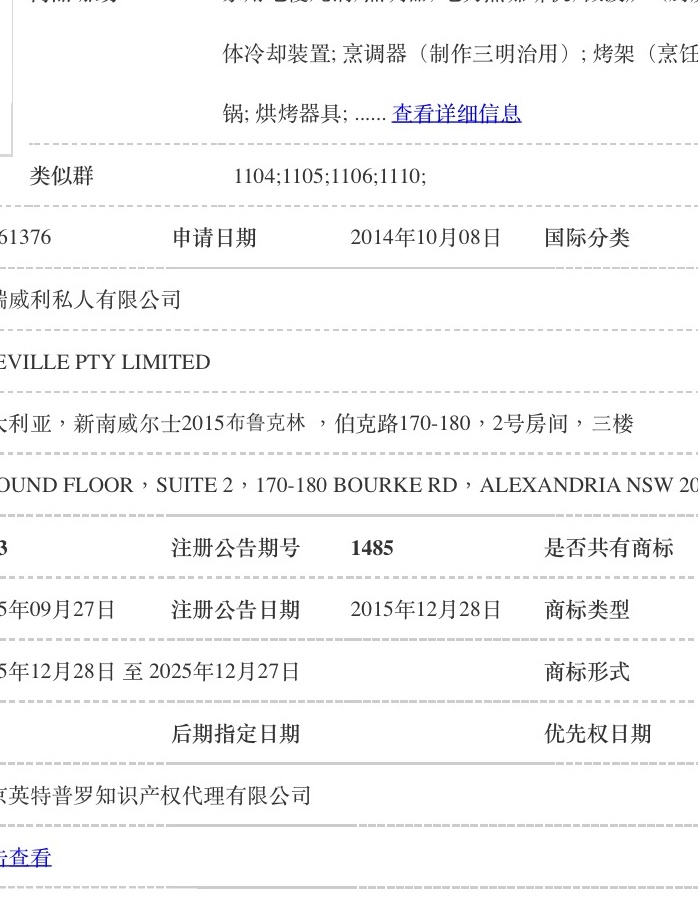 体冷却装置; 烹调器（制作三明治用）; 烤架（烹饪
锅; 烘烤器具; ...... 查看详细信息
类似群 1104;1105;1106;1110;
61376 申请日期 2014年10月08日 国际分类
瑞威利私人有限公司
EVILLE PTY LIMITED
大利亚，新南威尔士2015布鲁克林 ，伯克路170-180，2号房间，三楼
OUND FLOOR，SUITE 2，170-180 BOURKE RD，ALEXANDRIA NSW 20
3 注册公告期号 1485 是否共有商标
5年09月27日 注册公告日期 2015年12月28日 商标类型
5年12月28日 至 2025年12月27日 商标形式
后期指定日期 优先权日期
京英特普罗知识产权代理有限公司
击查看